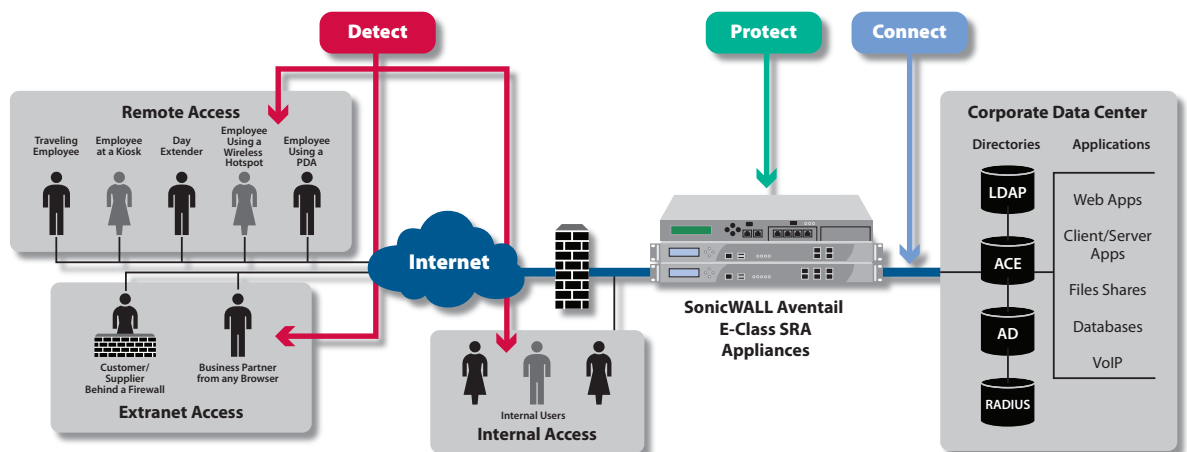 Detect
Protect
Connect
Remote Access
Traveling
Employee
Employee
at a Kiosk
Day
Extender
Employee
Using a
Wireless
Hotspot
Employee
Using a
PDA
Internet
Customer/
Supplier
Behind a Firewall
Business Partner
from any Browser
Extranet Access
Internal Users
Internal Access
SonicWALL Aventail
E-Class SRA
Appliances
Corporate Data Center
Directories
Applications
LDAP
ACE
AD
RADIUS
Web Apps
Client/Server
Apps
Files Shares
Databases
VoIP